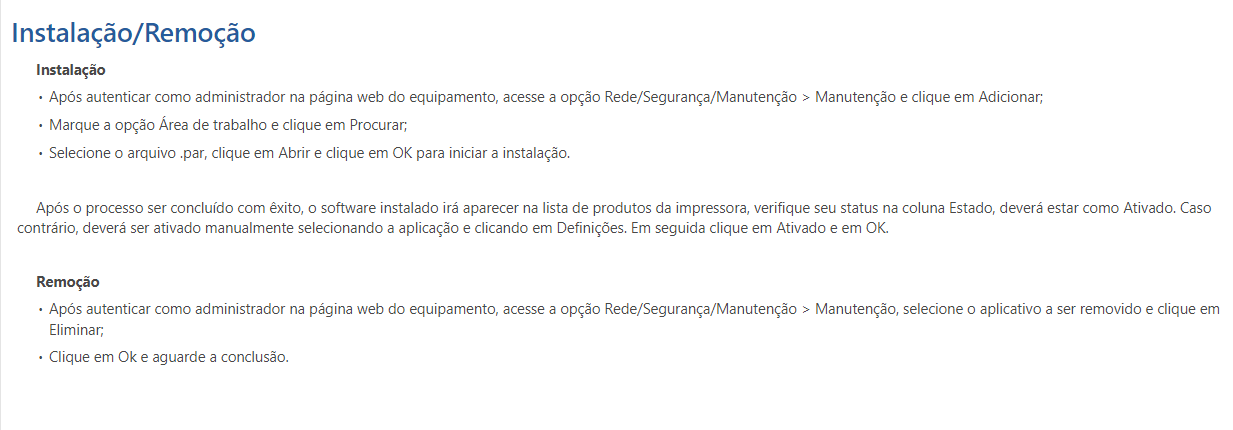 Instalação/Remoção
Instalação
• Após autenticar como administrador na página web do equipamento, acesse a opção Rede/Segurança/Manutenção > Manutenção e clique em Adicionar;
• Marque a opção Área de trabalho e clique em Procurar;
• Selecione o arquivo .par, clique em Abrir e clique em OK para iniciar a instalação.
Após o processo ser concluído com êxito, o software instalado irá aparecer na lista de produtos da impressora, verifique seu status na coluna Estado, deverá estar como Ativado. Caso
contrário, deverá ser ativado manualmente selecionando a aplicação e clicando em Definições. Em seguida clique em Ativado e em OK.
Remoção
• Após autenticar como administrador na página web do equipamento, acesse a opção Rede/Segurança/Manutenção > Manutenção, selecione o aplicativo a ser removido e clique em
Eliminar;
• Clique em Ok e aguarde a conclusão.